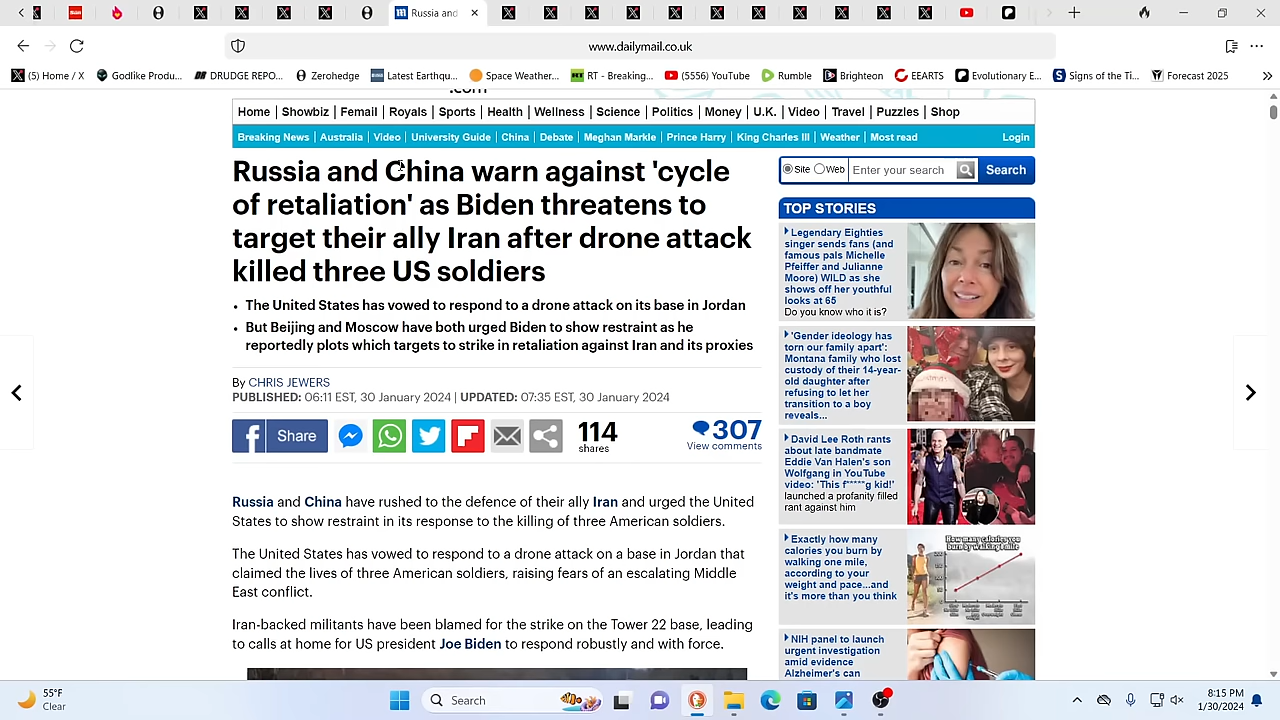 Russia and
www.dailymail.co.uk
(5) Home / X
Godlike Produ...
DRUDGE REPO...
Zerohedge
Latest Earthqu...
Space Weather...
RT - Breaking...
(5556) YouTube
Rumble
Brighteon
EEARTS
Evolutionary E...
Signs of the Ti...
Forecast 2025
.com
Home | Showbiz | Femail | Royals | Sports | Health | Wellness | Science | Politics | Money | U.K. | Video | Travel | Puzzles | Shop
Breaking News | Australia | Video | University Guide | China | Debate | Meghan Markle | Prince Harry | King Charles III | Weather | Most read
Login
Russia and China warn against 'cycle
of retaliation' as Biden threatens to
target their ally Iran after drone attack
killed three US soldiers
• The United States has vowed to respond to a drone attack on its base in Jordan
• But Beijing and Moscow have both urged Biden to show restraint as he
reportedly plots which targets to strike in retaliation against Iran and its proxies
By CHRIS JEWERS
PUBLISHED: 06:11 EST, 30 January 2024 | UPDATED: 07:35 EST, 30 January 2024
Share
114
shares
307
View comments
Russia and China have rushed to the defence of their ally Iran and urged the United
States to show restraint in its response to the killing of three American soldiers.
The United States has vowed to respond to a drone attack on a base in Jordan that
claimed the lives of three American soldiers, raising fears of an escalating Middle
East conflict.
Iran-backed militants have been blamed for the strike on the Tower 22 base, leading
to calls at home for US president Joe Biden to respond robustly and with force.
Site
Web
Enter your search
Search
TOP STORIES
Legendary Eighties
singer sends fans (and
famous pals Michelle
Pfeiffer and Julianne
Moore) WILD as she
shows off her youthful
looks at 65
Do you know who it is?
'Gender ideology has
torn our family apart':
Montana family who lost
custody of their 14-year-
old daughter after
refusing to let her
transition to a boy
reveals...
David Lee Roth rants
about late bandmate
Eddie Van Halen's son
Wolfgang in YouTube
video: 'This f*****g kid!'
launched a profanity filled
rant against him
Exactly how many
calories you burn by
walking one mile,
according to your
weight and pace...and
it's more than you think
How many calories you
burn by walking 1 mile
NIH panel to launch
urgent investigation
amid evidence
Alzheimer's can
55°F
Clear
Search
8:15 PM
1/30/2024